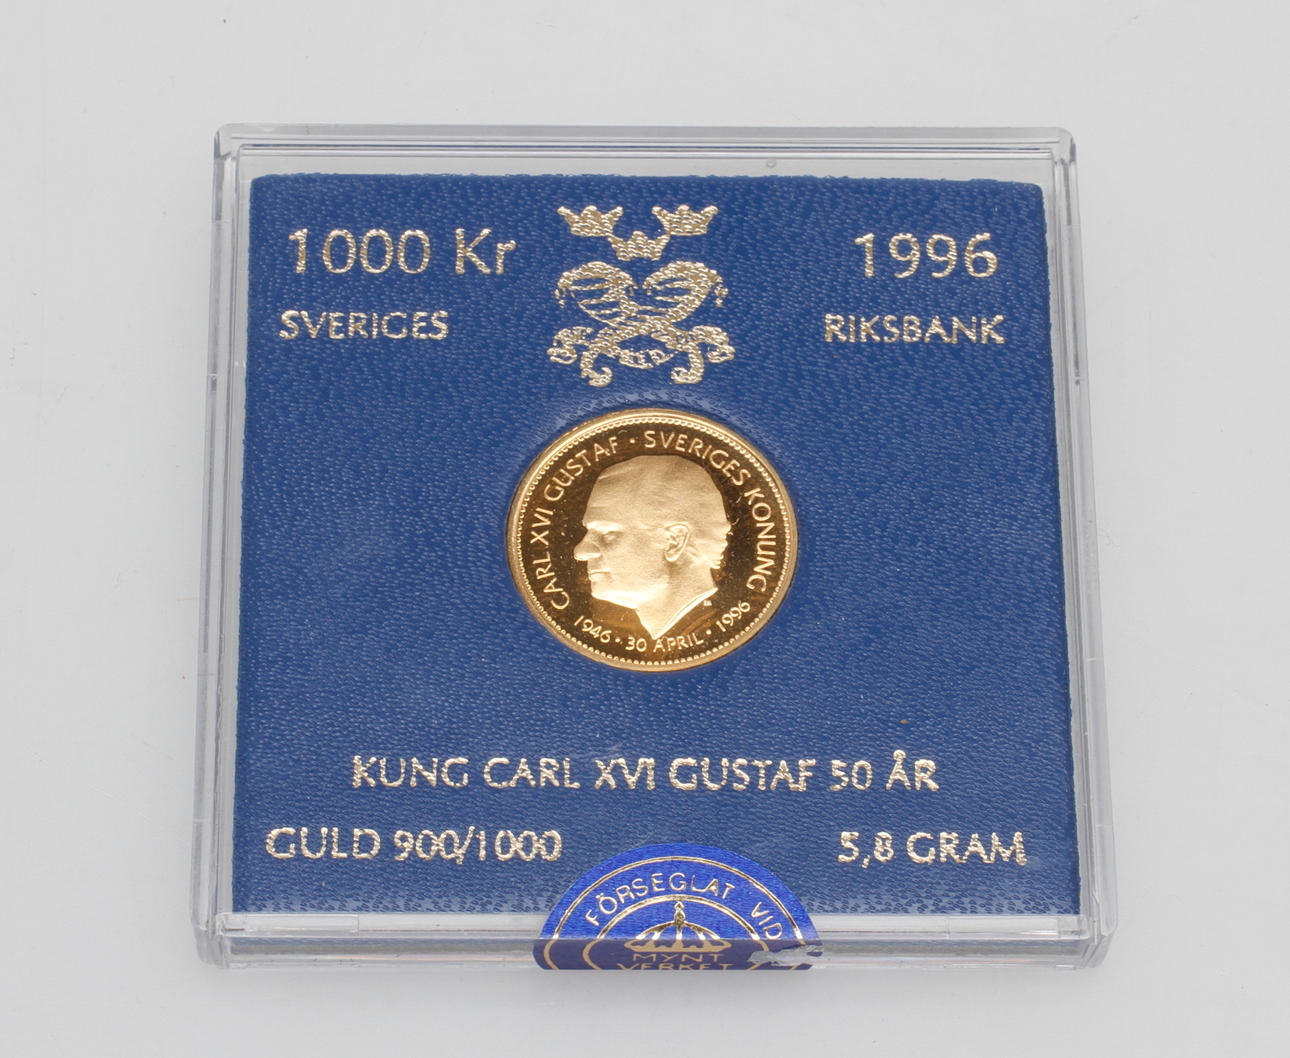 1000 Kr
1996
SVERIGES
RIKSBANK
CARL XVI GUSTAF · SVERIGES KONUNG
1946 · 30 APRIL · 1996
KUNG CARL XVI GUSTAF 50 ÅR
GULD 900/1000
5,8 GRAM
FÖRSEGLAT VID
MYNT
VERKET